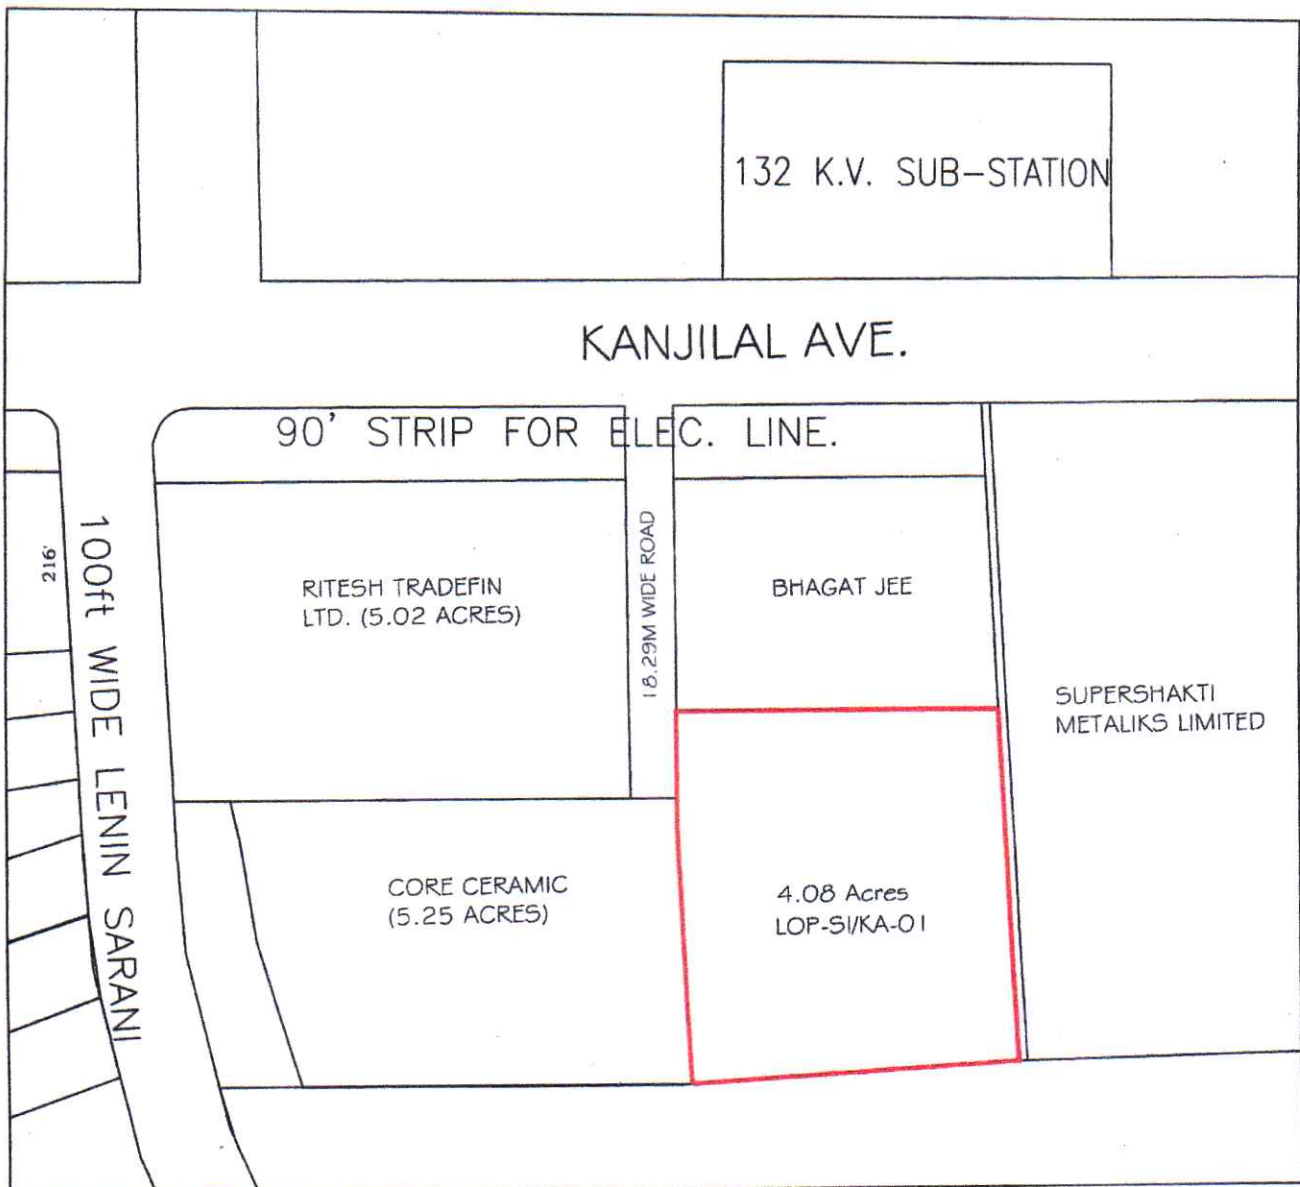 132 K.V. SUB-STATION
KANJILAL AVE.
90' STRIP FOR ELEC. LINE.
216'
100ft WIDE LENIN SARANI
RITESH TRADEFIN
LTD. (5.02 ACRES)
18.29M WIDE ROAD
BHAGAT JEE
SUPERSHAKTI
METALIKS LIMITED
CORE CERAMIC
(5.25 ACRES)
4.08 Acres
LOP-SI/KA-01